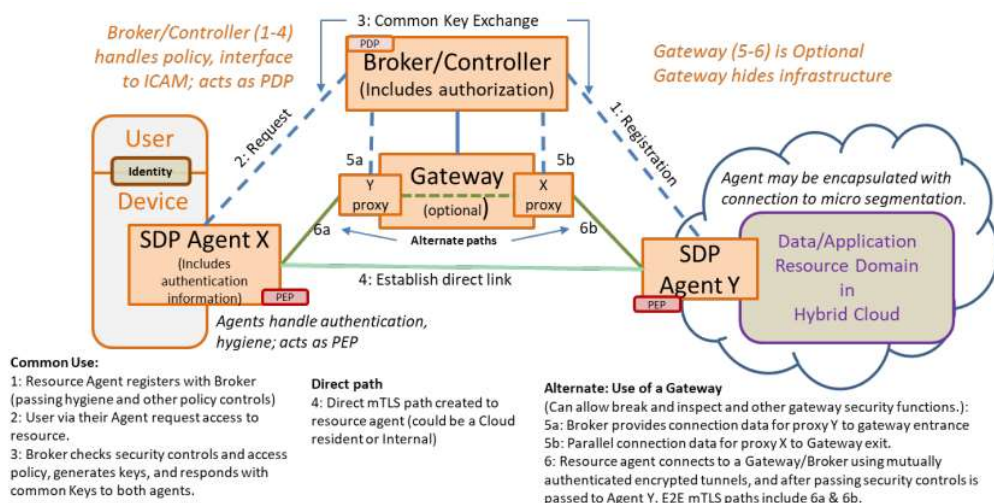 3: Common Key Exchange
Broker/Controller (1-4)
handles policy, interface
to ICAM; acts as PDP
PDP
Broker/Controller
(Includes authorization)
Gateway (5-6) is Optional
Gateway hides infrastructure
User
Identity
Device
2: Request
1: Registration
5a
5b
Y
proxy
Gateway
(optional)
X
proxy
6a
Alternate paths
6b
Agent may be encapsulated with
connection to micro segmentation.
SDP Agent X
(Includes
authentication
information)
PEP
4: Establish direct link
SDP
Agent Y
PEP
Data/Application
Resource Domain
in
Hybrid Cloud
Agents handle authentication,
hygiene; acts as PEP
Common Use:
1: Resource Agent registers with Broker
(passing hygiene and other policy controls)
2: User via their Agent request access to
resource.
3: Broker checks security controls and access
policy, generates keys, and responds with
common Keys to both agents.
Direct path
4: Direct mTLS path created to
resource agent (could be a Cloud
resident or Internal)
Alternate: Use of a Gateway
(Can allow break and inspect and other gateway security functions.):
5a: Broker provides connection data for proxy Y to gateway entrance
5b: Parallel connection data for proxy X to Gateway exit.
6: Resource agent connects to a Gateway/Broker using mutually
authenticated encrypted tunnels, and after passing security controls is
passed to Agent Y. E2E mTLS paths include 6a & 6b.